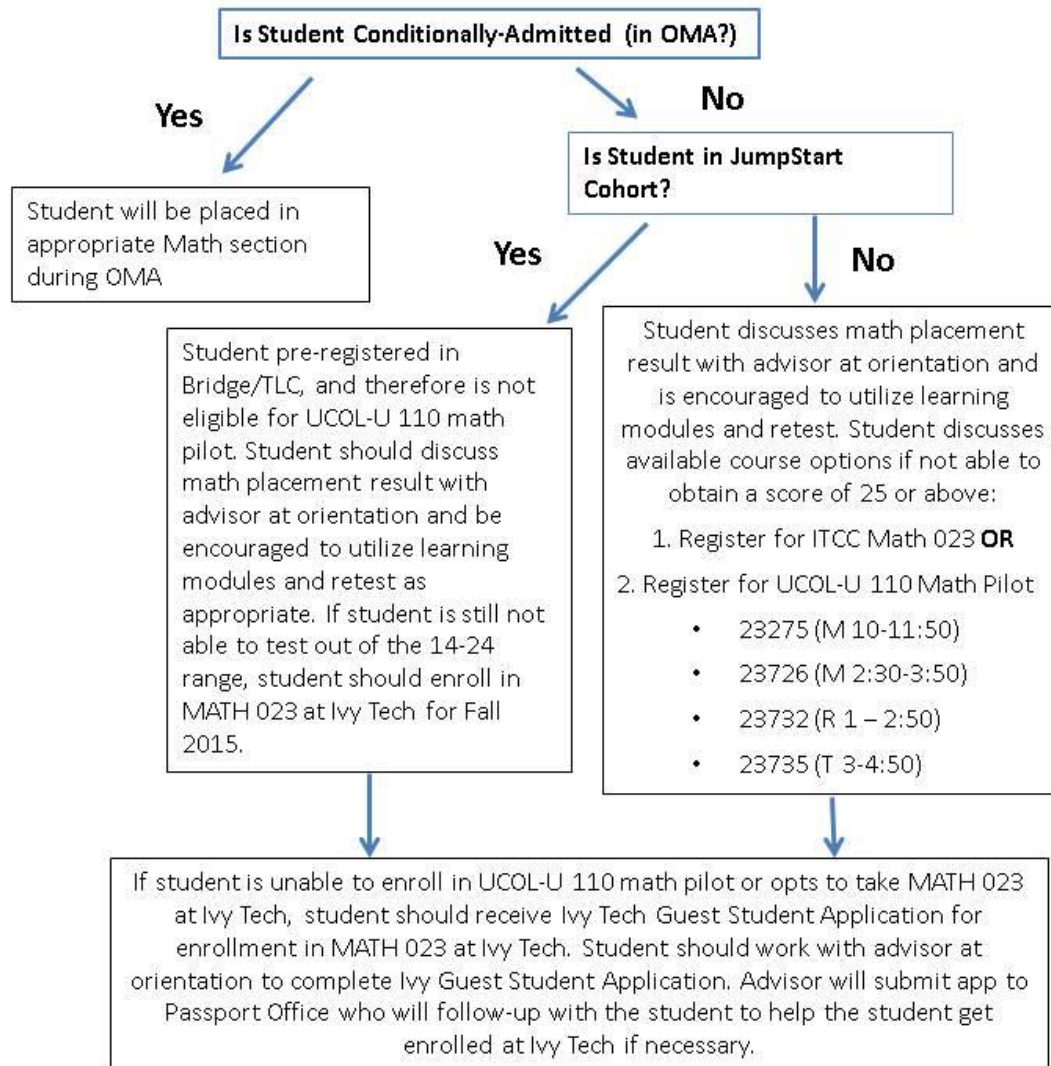 Is Student Conditionally-Admitted (in OMA?)
Yes
No
Is Student in JumpStart
Cohort?
Student will be placed in
appropriate Math section
during OMA
Yes
No
Student pre-registered in
Bridge/TLC, and therefore is not
eligible for UCOL-U 110 math
pilot. Student should discuss
math placement result with
advisor at orientation and be
encouraged to utilize learning
modules and retest as
appropriate. If student is still not
able to test out of the 14-24
range, student should enroll in
MATH 023 at Ivy Tech for Fall
2015.
Student discusses math placement
result with advisor at orientation and
is encouraged to utilize learning
modules and retest. Student discusses
available course options if not able to
obtain a score of 25 or above:
1. Register for ITCC Math 023 OR
2. Register for UCOL-U 110 Math Pilot
• 23275 (M 10-11:50)
• 23726 (M 2:30-3:50)
• 23732 (R 1 – 2:50)
• 23735 (T 3-4:50)
If student is unable to enroll in UCOL-U 110 math pilot or opts to take MATH 023
at Ivy Tech, student should receive Ivy Tech Guest Student Application for
enrollment in MATH 023 at Ivy Tech. Student should work with advisor at
orientation to complete Ivy Guest Student Application. Advisor will submit app to
Passport Office who will follow-up with the student to help the student get
enrolled at Ivy Tech if necessary.